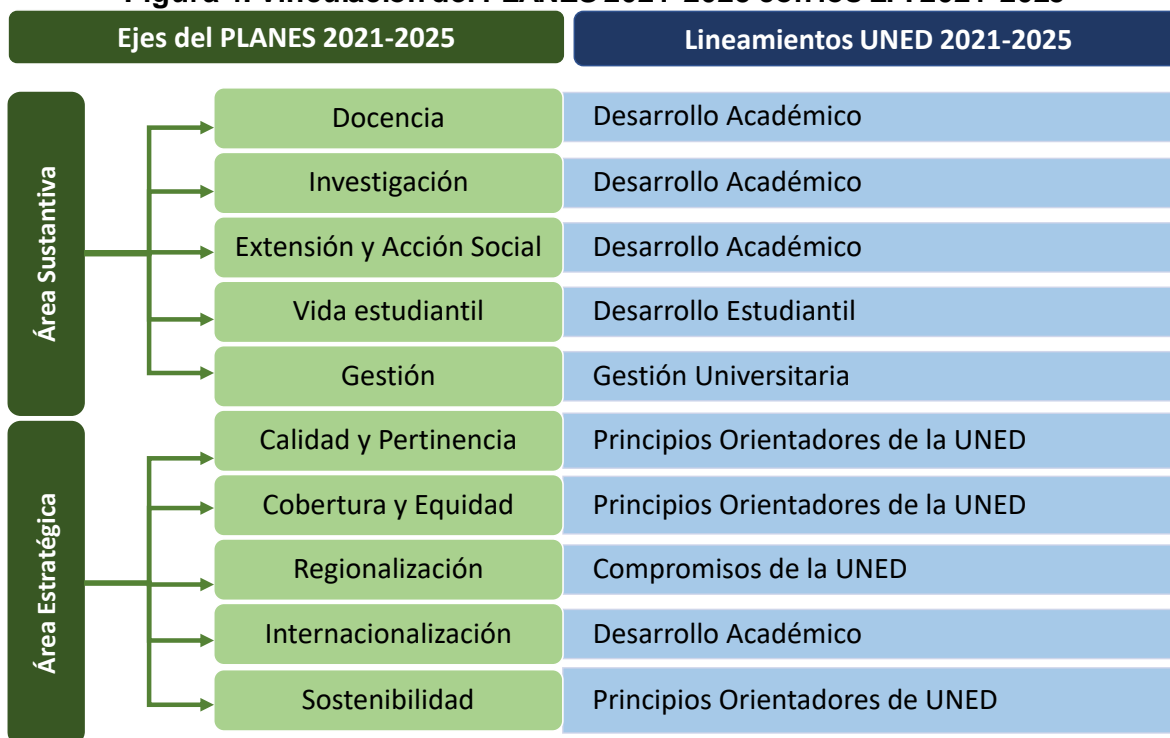 Ejes del PLANES 2021-2025
Lineamientos UNED 2021-2025
Área Sustantiva
Docencia
Desarrollo Académico
Investigación
Desarrollo Académico
Extensión y Acción Social
Desarrollo Académico
Vida estudiantil
Desarrollo Estudiantil
Gestión
Gestión Universitaria
Área Estratégica
Calidad y Pertinencia
Principios Orientadores de la UNED
Cobertura y Equidad
Principios Orientadores de la UNED
Regionalización
Compromisos de la UNED
Internacionalización
Desarrollo Académico
Sostenibilidad
Principios Orientadores de UNED